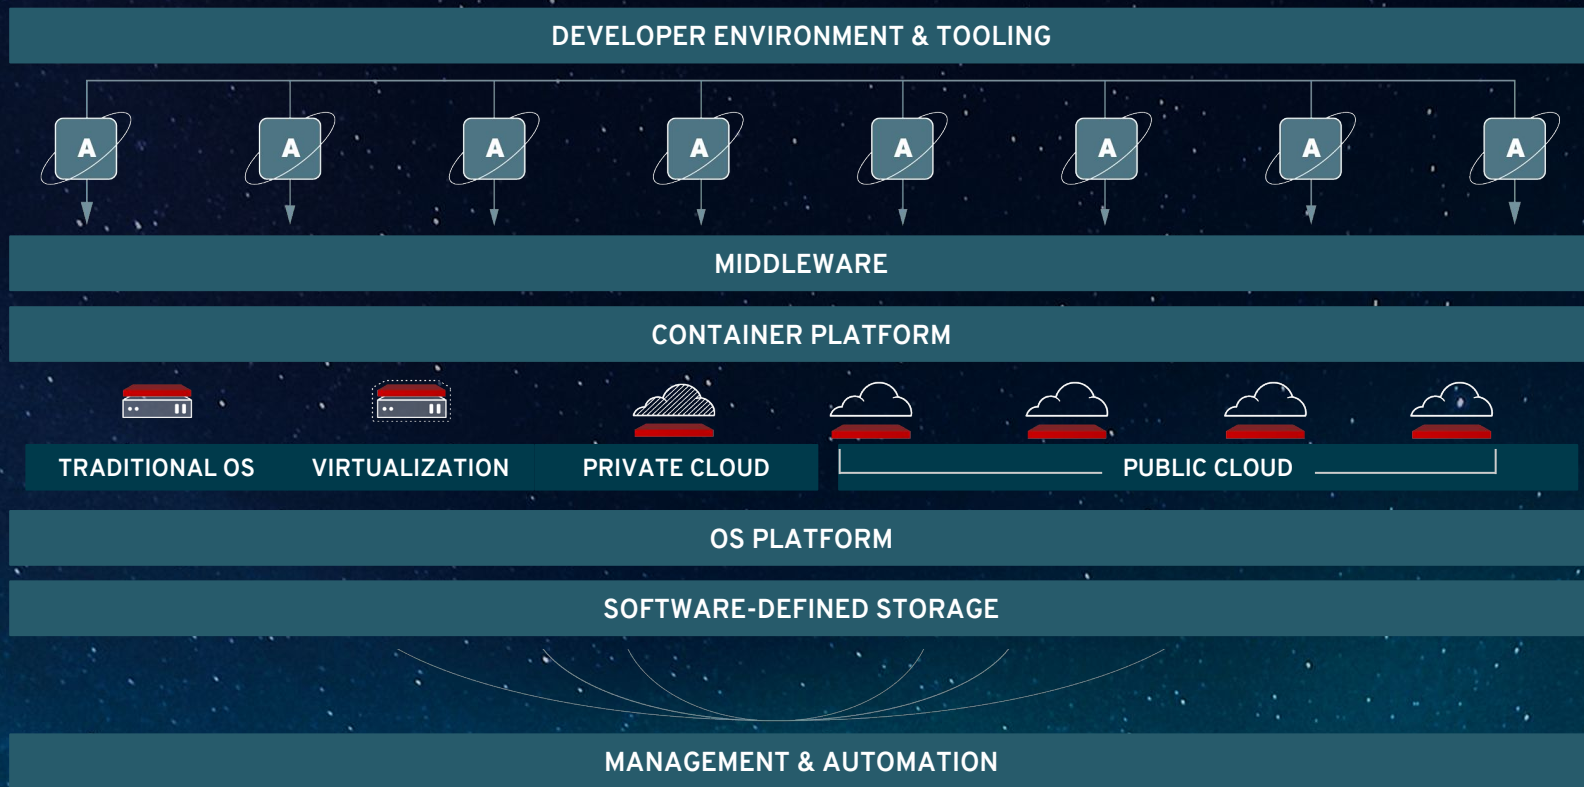 DEVELOPER ENVIRONMENT & TOOLING
A A A A A A A A
MIDDLEWARE
CONTAINER PLATFORM
TRADITIONAL OS VIRTUALIZATION PRIVATE CLOUD PUBLIC CLOUD
OS PLATFORM
SOFTWARE-DEFINED STORAGE
MANAGEMENT & AUTOMATION